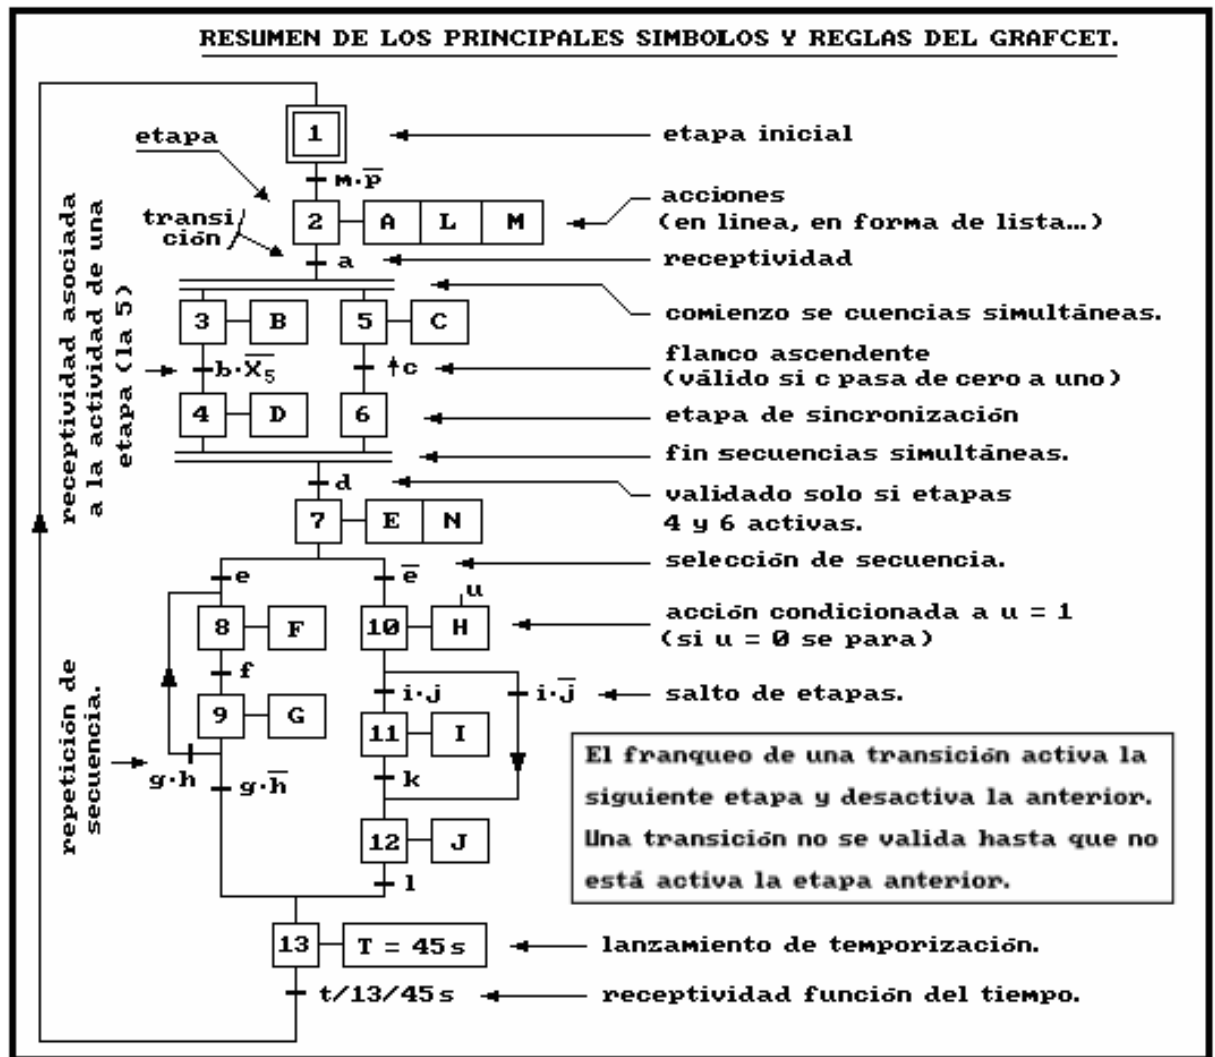 RESUMEN DE LOS PRINCIPALES SIMBOLOS Y REGLAS DEL GRAFCET.
1
etapa inicial
etapa
m·p̅
2
A
L
M
acciones
(en linea, en forma de lista...)
transi
ción
a
receptividad
comienzo se cuencias simultáneas.
3
B
5
C
receptividad asociada
a la actividad de una
etapa (la 5)
b·X̅₅
↑c
flanco ascendente
(válido si c pasa de cero a uno)
4
D
6
etapa de sincronización
fin secuencias simultáneas.
d
validado solo si etapas
4 y 6 activas.
7
E
N
selección de secuencia.
e
e̅
u
8
F
10
H
acción condicionada a u = 1
(si u = 0 se para)
f
i·j
i·j̅
salto de etapas.
9
G
11
I
repetición de
secuencia.
g·h
g·h̅
k
12
J
l
El franqueo de una transición activa la
siguiente etapa y desactiva la anterior.
Una transición no se valida hasta que no
está activa la etapa anterior.
13
T = 45 s
lanzamiento de temporización.
t/13/45 s
receptividad función del tiempo.